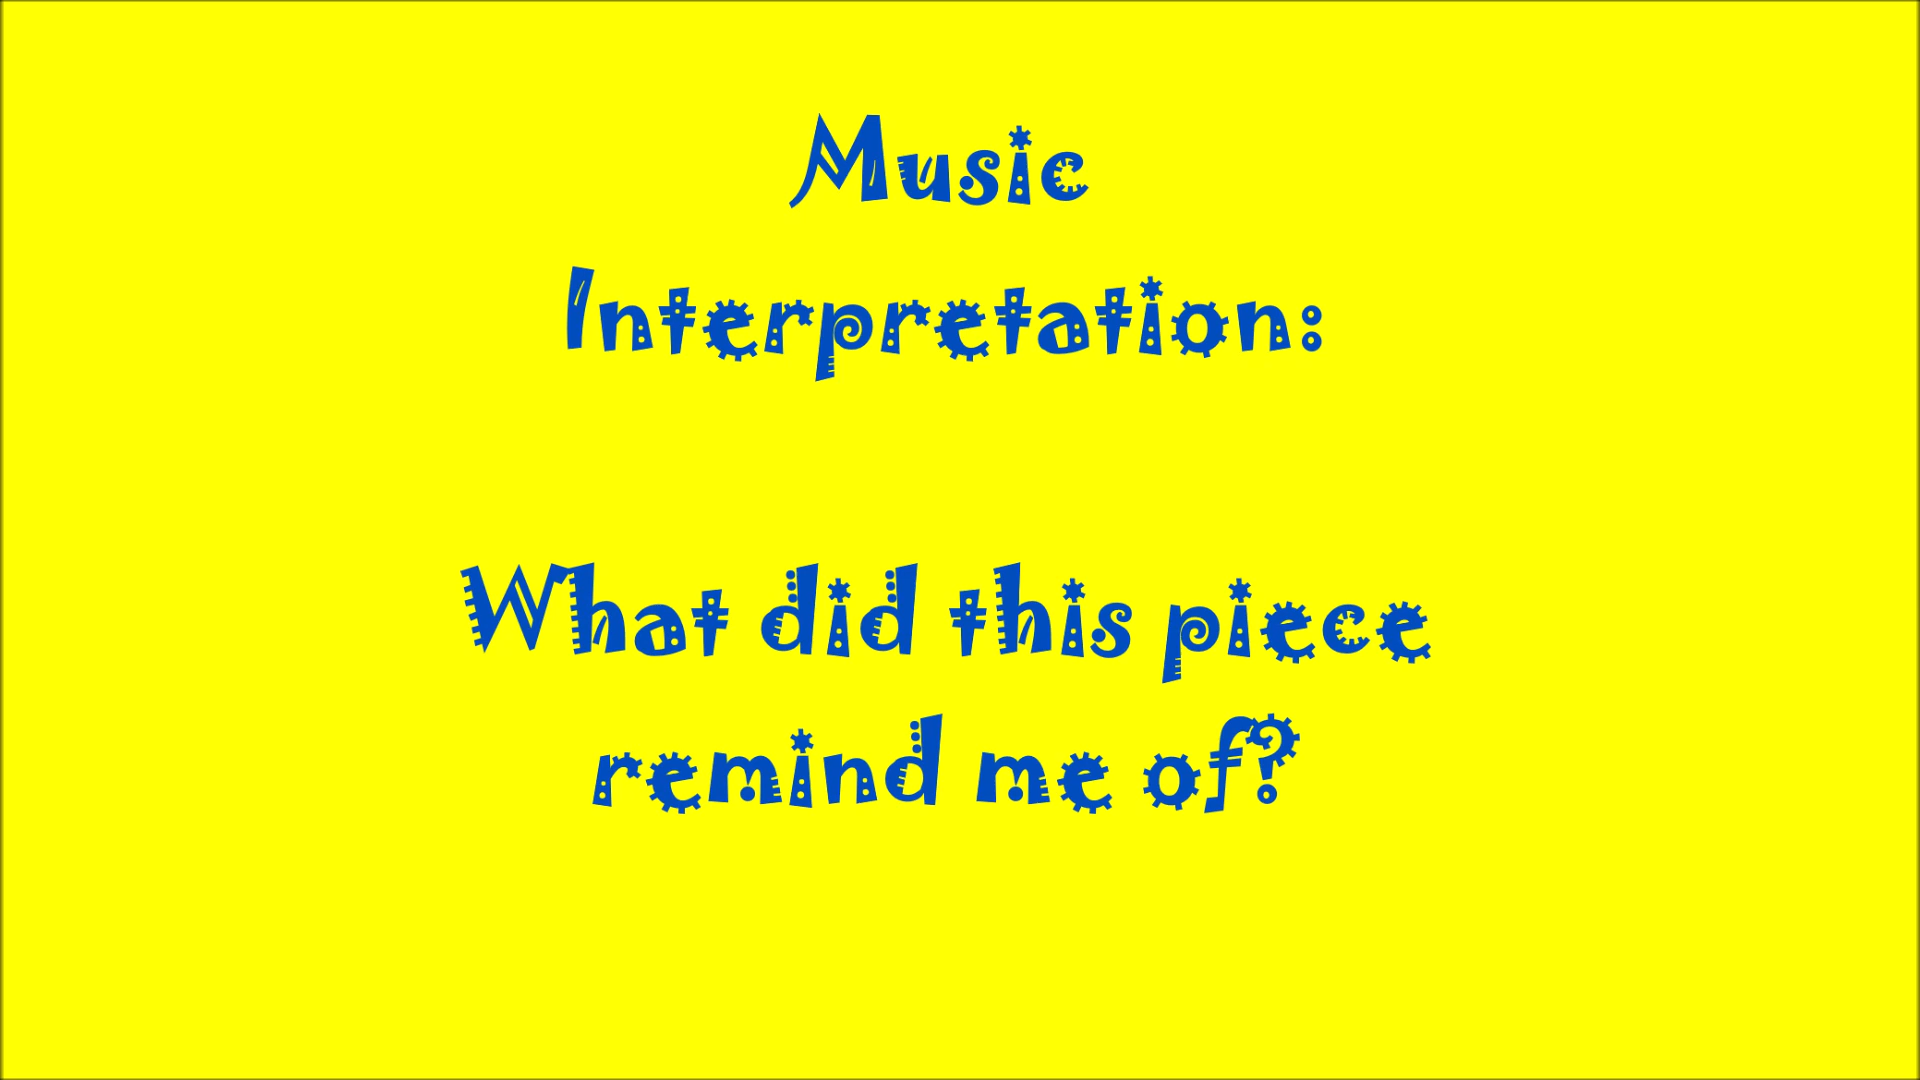 Music
Interpretation:
What did this piece
remind me of?